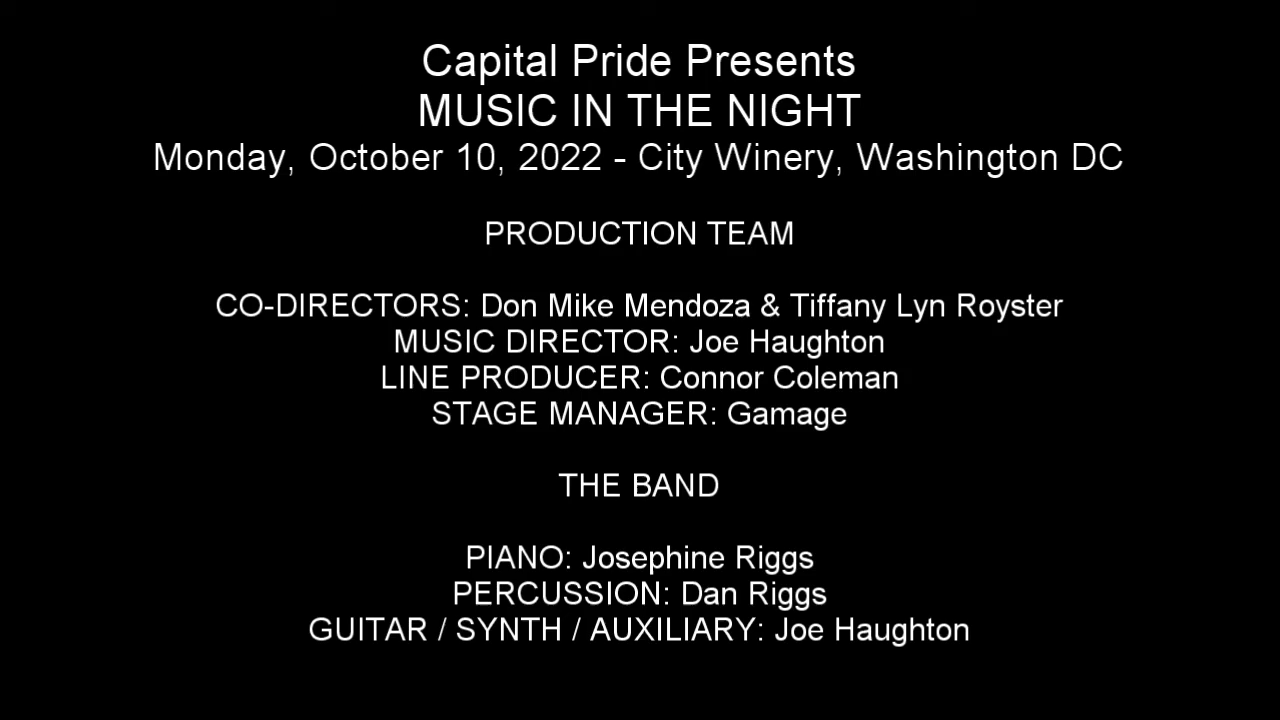 Capital Pride Presents
MUSIC IN THE NIGHT
Monday, October 10, 2022 - City Winery, Washington DC
PRODUCTION TEAM
CO-DIRECTORS: Don Mike Mendoza & Tiffany Lyn Royster
MUSIC DIRECTOR: Joe Haughton
LINE PRODUCER: Connor Coleman
STAGE MANAGER: Gamage
THE BAND
PIANO: Josephine Riggs
PERCUSSION: Dan Riggs
GUITAR / SYNTH / AUXILIARY: Joe Haughton